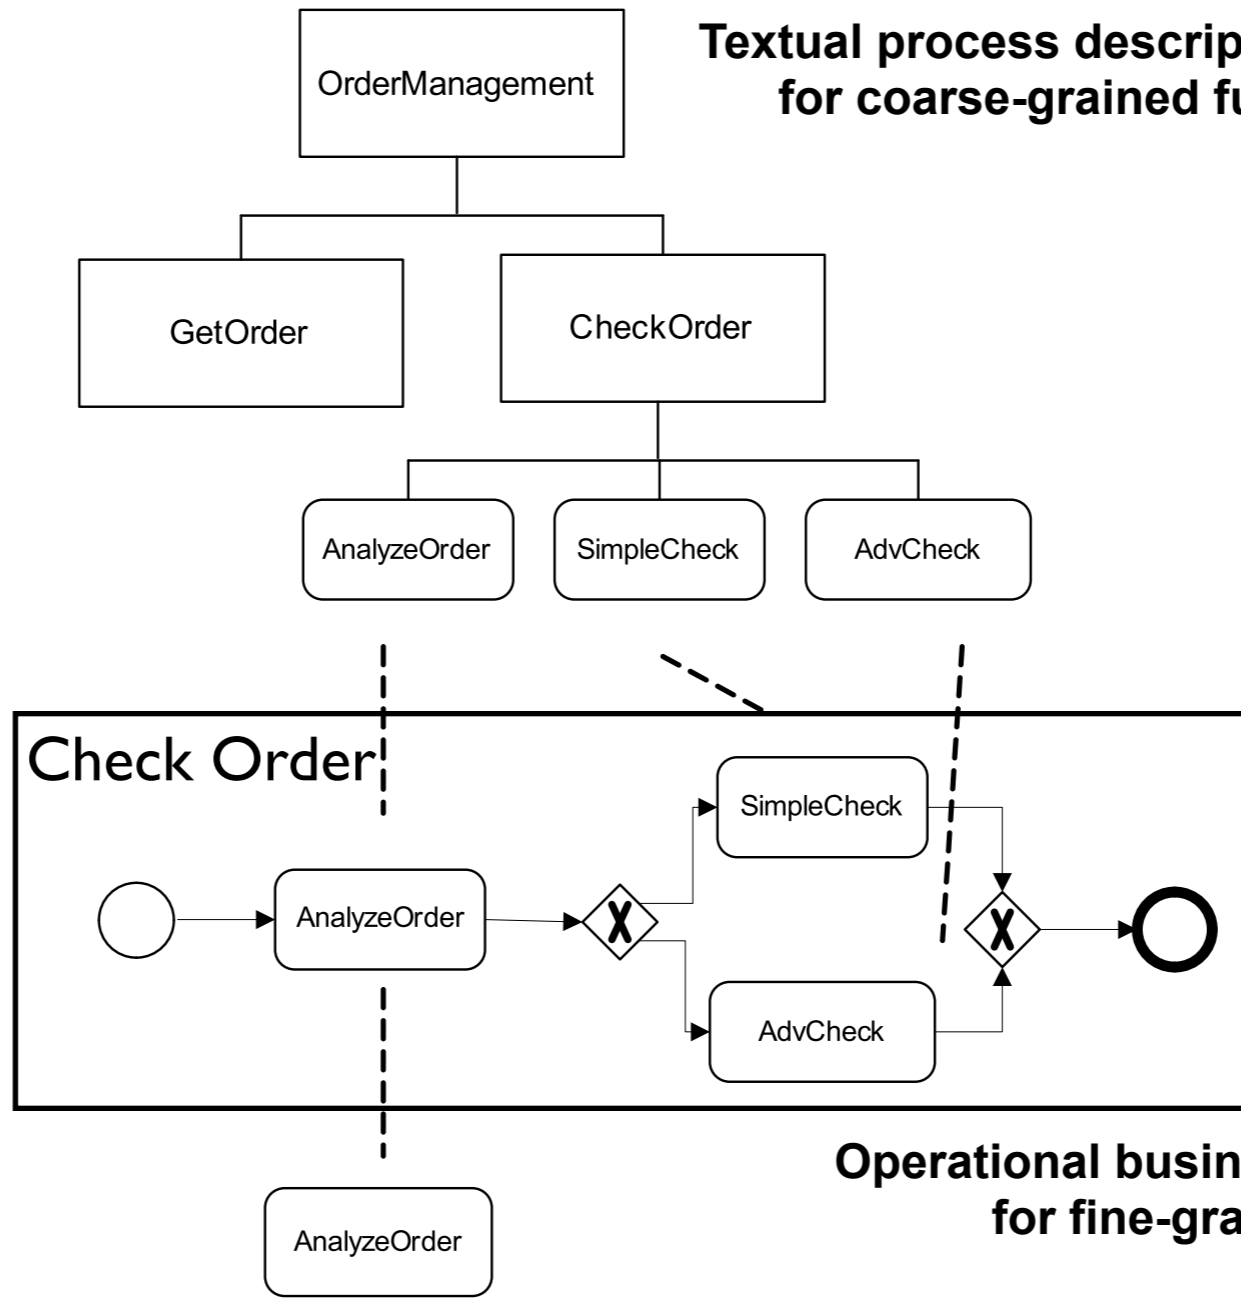 Textual process descrip
for coarse-grained fu
OrderManagement
GetOrder
CheckOrder
AnalyzeOrder
SimpleCheck
AdvCheck
Check Order
SimpleCheck
AnalyzeOrder
X
X
AdvCheck
Operational busin
for fine-gra
AnalyzeOrder